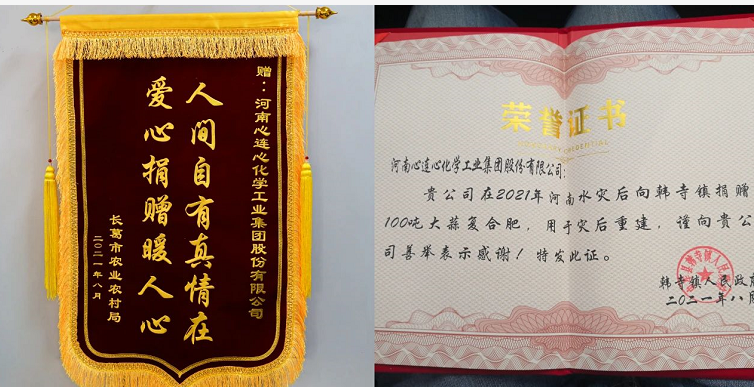 赠：河南心连心化学工业集团股份有限公司
人间自有真情在
爱心捐赠暖人心
长葛市农业农村局
二〇二一年八月
荣誉证书
河南心连心化学工业集团股份有限公司：
贵公司在2021年河南水灾后向韩寺镇捐赠
100吨大蒜复合肥，用于灾后重建，谨向贵公
司善举表示感谢！特发此证。
韩寺镇人民政府
二〇二一年八月